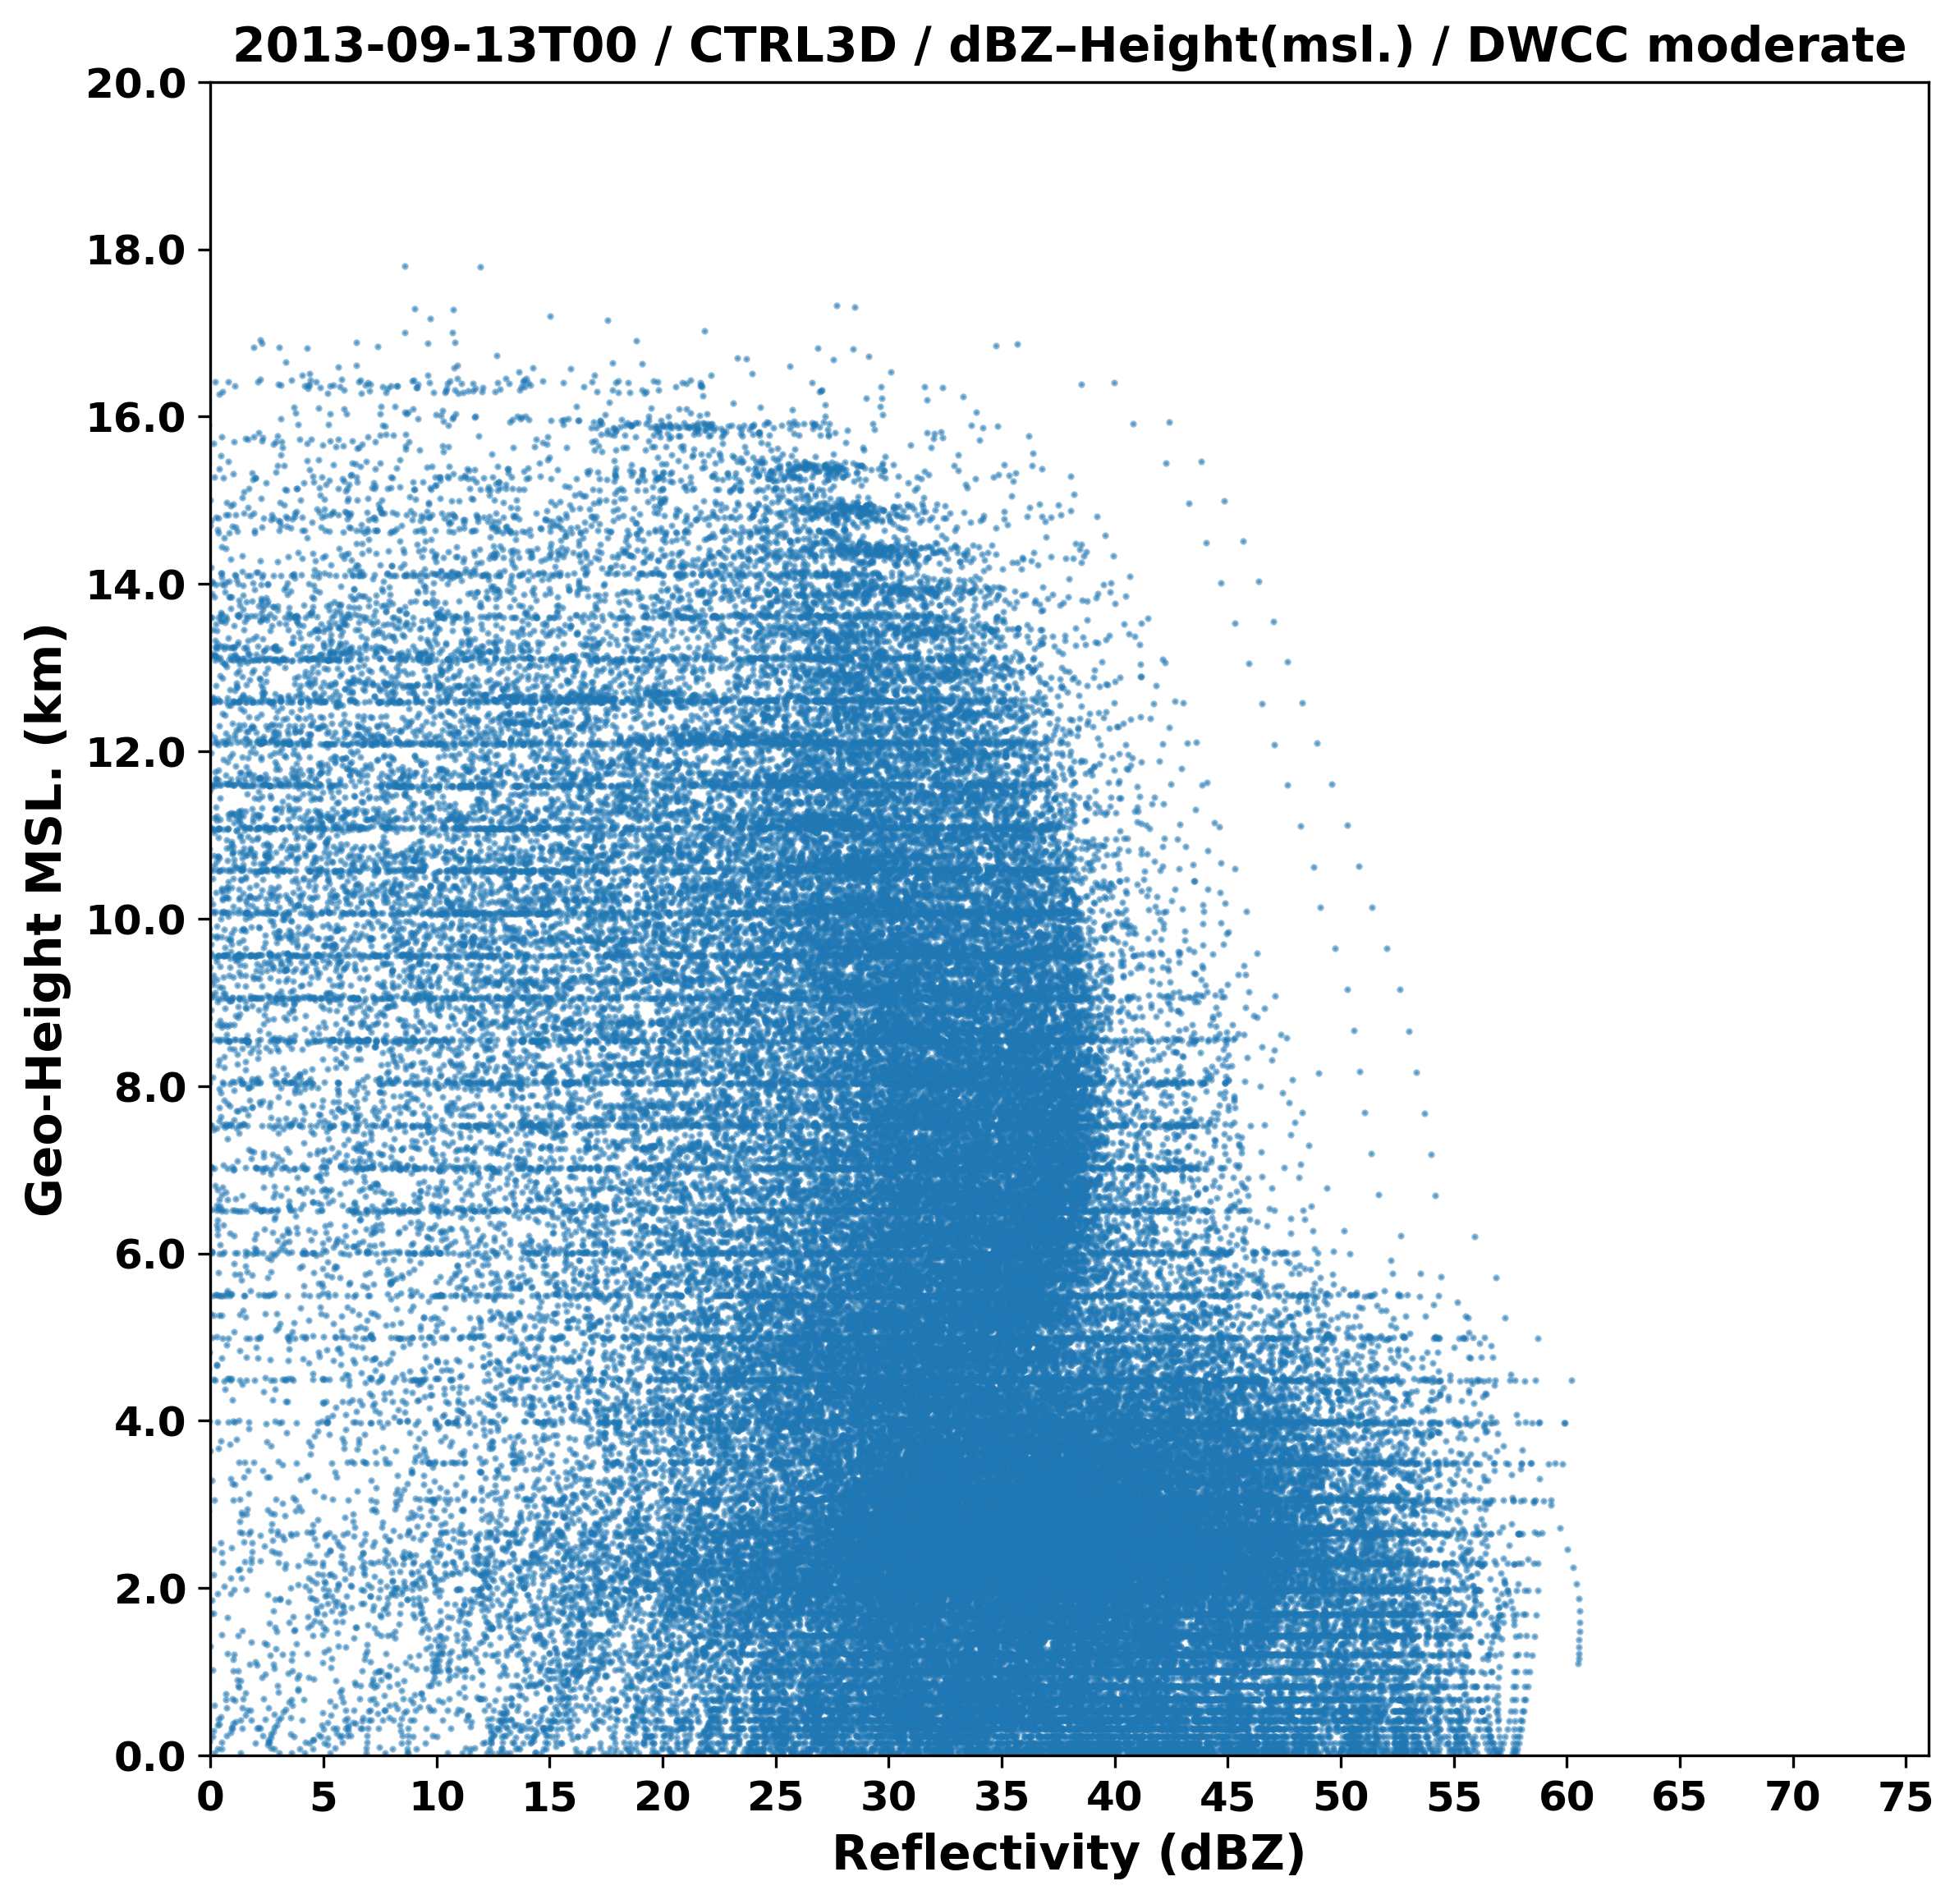 2013-09-13T00 / CTRL3D / dBZ–Height(msl.) / DWCC moderate
20.0
18.0
16.0
14.0
12.0
10.0
8.0
6.0
4.0
2.0
0.0
Geo-Height MSL. (km)
0 5 10 15 20 25 30 35 40 45 50 55 60 65 70 75
Reflectivity (dBZ)